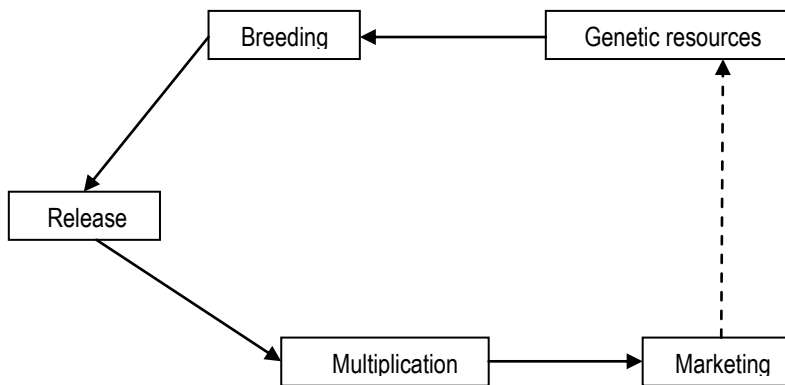 Breeding
Genetic resources
Release
Multiplication
Marketing